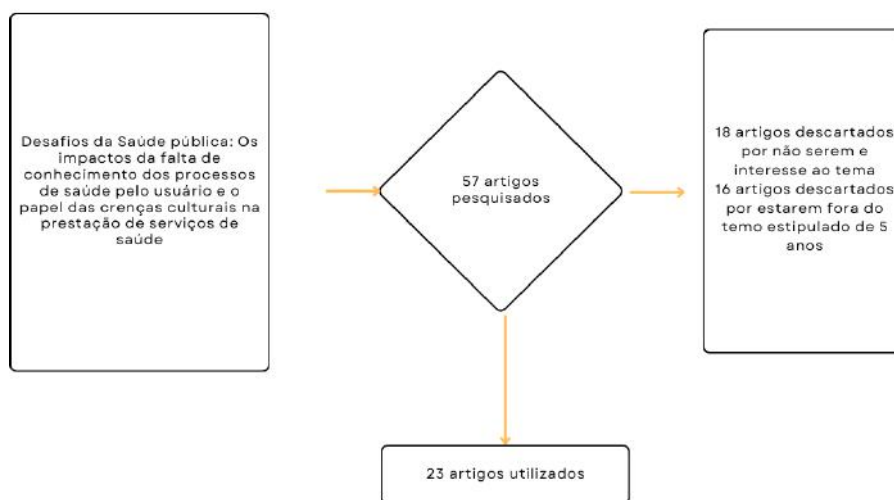 Desafios da Saúde pública: Os
impactos da falta de
conhecimento dos processos
de saúde pelo usuário e o
papel das crenças culturais na
prestação de serviços de
saúde
57 artigos
pesquisados
18 artigos descartados
por não serem e
interesse ao tema
16 artigos descartados
por estarem fora do
temo estipulado de 5
anos
23 artigos utilizados